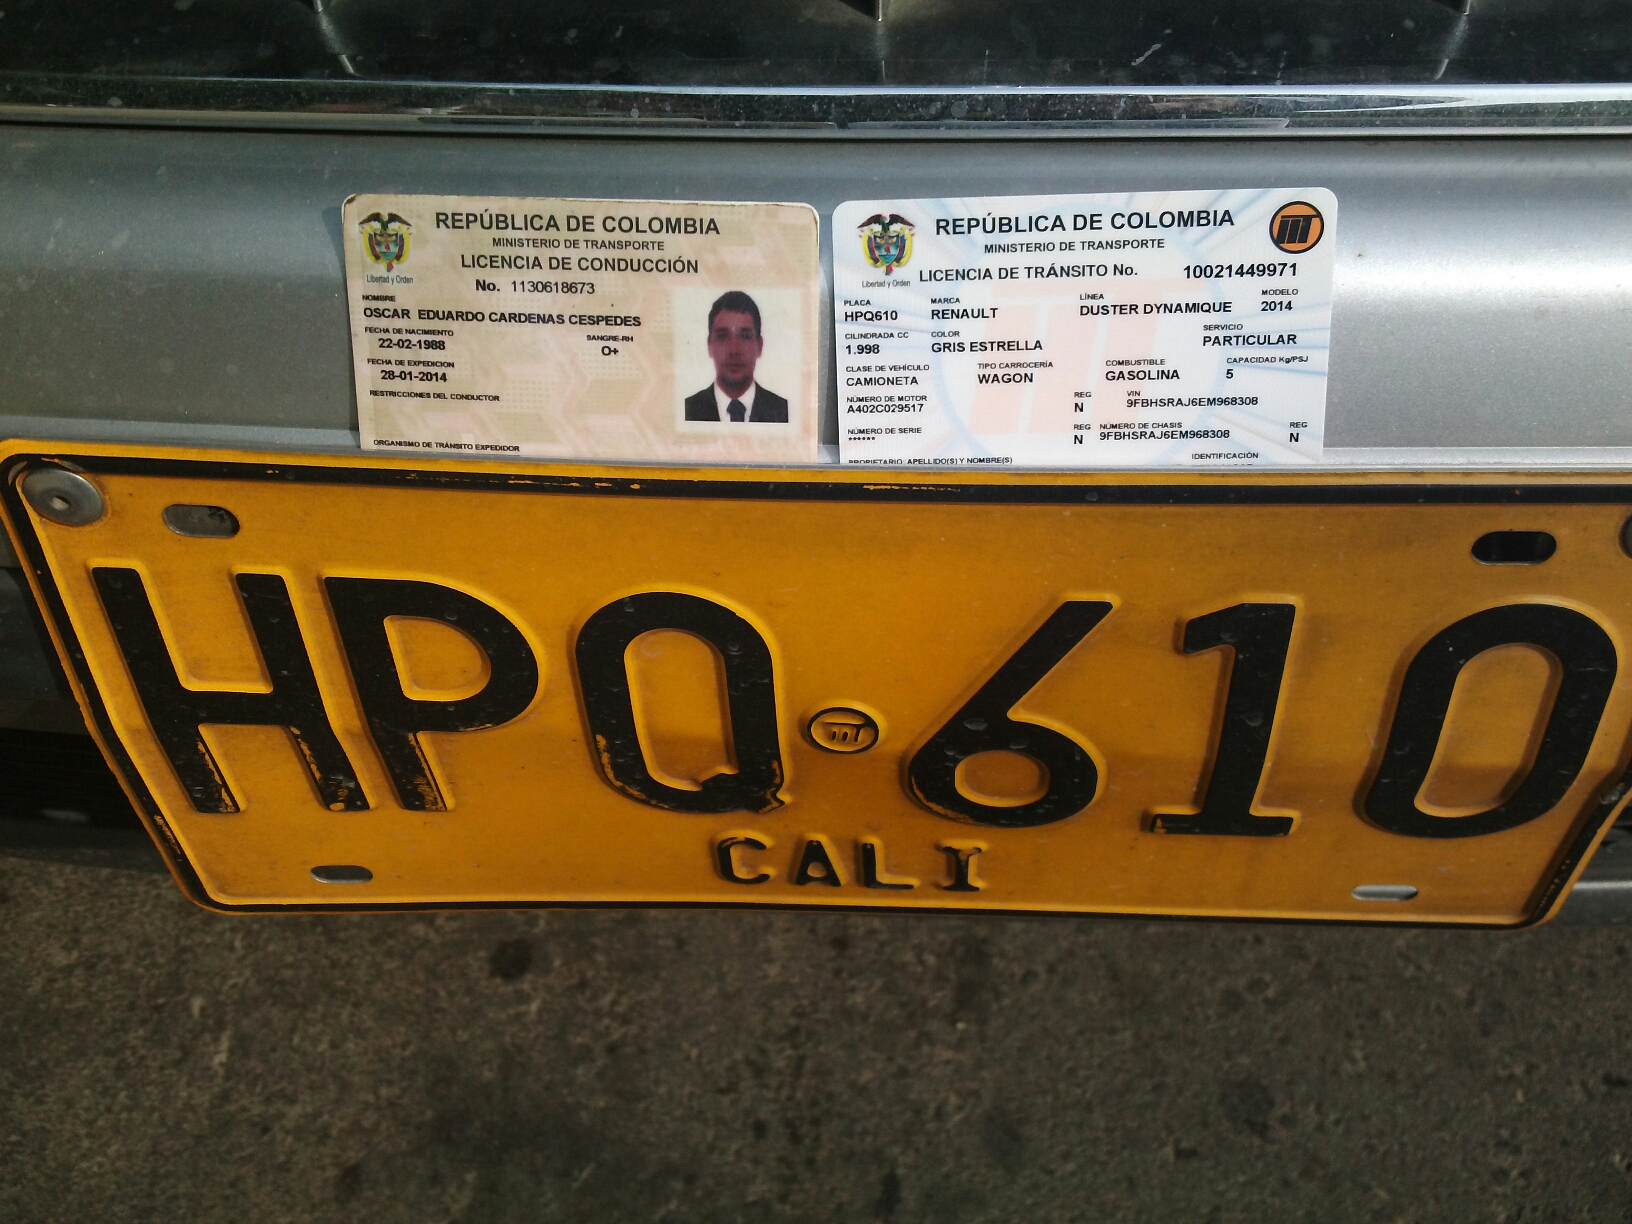 REPÚBLICA DE COLOMBIA
MINISTERIO DE TRANSPORTE
LICENCIA DE CONDUCCIÓN
Libertad y Orden
No. 1130618673
NOMBRE
OSCAR EDUARDO CARDENAS CESPEDES
FECHA DE NACIMIENTO SANGRE-RH
22-02-1988 O+
FECHA DE EXPEDICION
28-01-2014
RESTRICCIONES DEL CONDUCTOR
ORGANISMO DE TRÁNSITO EXPEDIDOR
REPÚBLICA DE COLOMBIA
MINISTERIO DE TRANSPORTE
Libertad y Orden
LICENCIA DE TRÁNSITO No. 10021449971
PLACA MARCA LÍNEA MODELO
HPQ610 RENAULT DUSTER DYNAMIQUE 2014
CILINDRADA CC COLOR SERVICIO
1.998 GRIS ESTRELLA PARTICULAR
CLASE DE VEHÍCULO TIPO CARROCERÍA COMBUSTIBLE CAPACIDAD Kg/PSJ
CAMIONETA WAGON GASOLINA 5
NÚMERO DE MOTOR REG VIN
A402C029517 N 9FBHSRAJ6EM968308
NÚMERO DE SERIE REG NÚMERO DE CHASIS REG
****** N 9FBHSRAJ6EM968308 N
PROPIETARIO: APELLIDO(S) Y NOMBRE(S) IDENTIFICACIÓN
HPQ 610
CALI